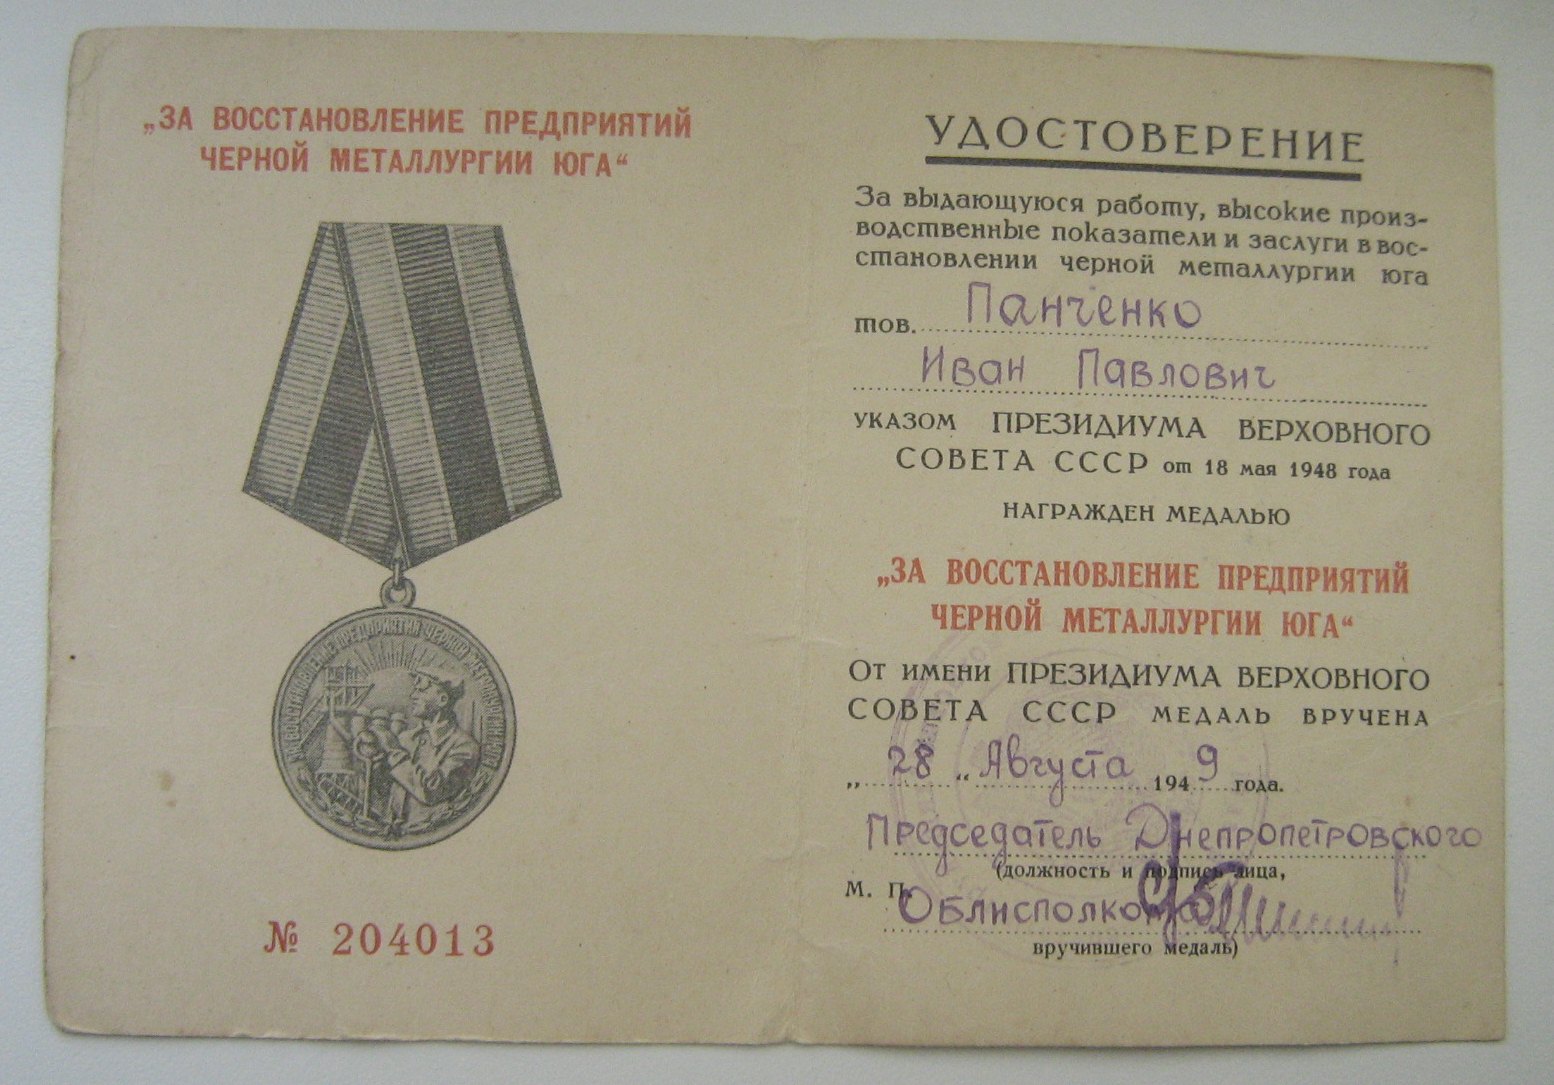 „ЗА ВОССТАНОВЛЕНИЕ ПРЕДПРИЯТИЙ
ЧЕРНОЙ МЕТАЛЛУРГИИ ЮГА“
№ 204013
УДОСТОВЕРЕНИЕ
За выдающуюся работу, высокие произ-
водственные показатели и заслуги в вос-
становлении черной металлургии юга
тов. Панченко
Иван Павлович
УКАЗОМ ПРЕЗИДИУМА ВЕРХОВНОГО
СОВЕТА СССР от 18 мая 1948 года
НАГРАЖДЕН МЕДАЛЬЮ
„ЗА ВОССТАНОВЛЕНИЕ ПРЕДПРИЯТИЙ
ЧЕРНОЙ МЕТАЛЛУРГИИ ЮГА“
ОТ ИМЕНИ ПРЕЗИДИУМА ВЕРХОВНОГО
СОВЕТА СССР МЕДАЛЬ ВРУЧЕНА
„28“ Августа 1949 года.
Председатель Днепропетровского
(должность и подпись лица,
М. П. Облисполкома
вручившего медаль)